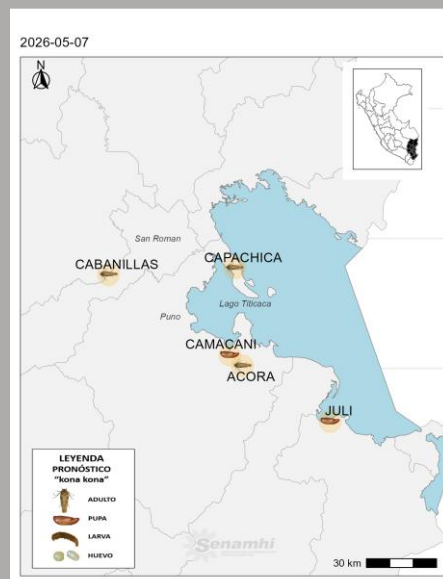 2026-05-07
N
San Roman
CABANILLAS
CAPACHICA
Lago Titicaca
Puno
CAMACANI
ACORA
JULI
LEYENDA
PRONÓSTICO
"kona kona"
ADULTO
PUPA
LARVA
HUEVO
Senamhi
30 km